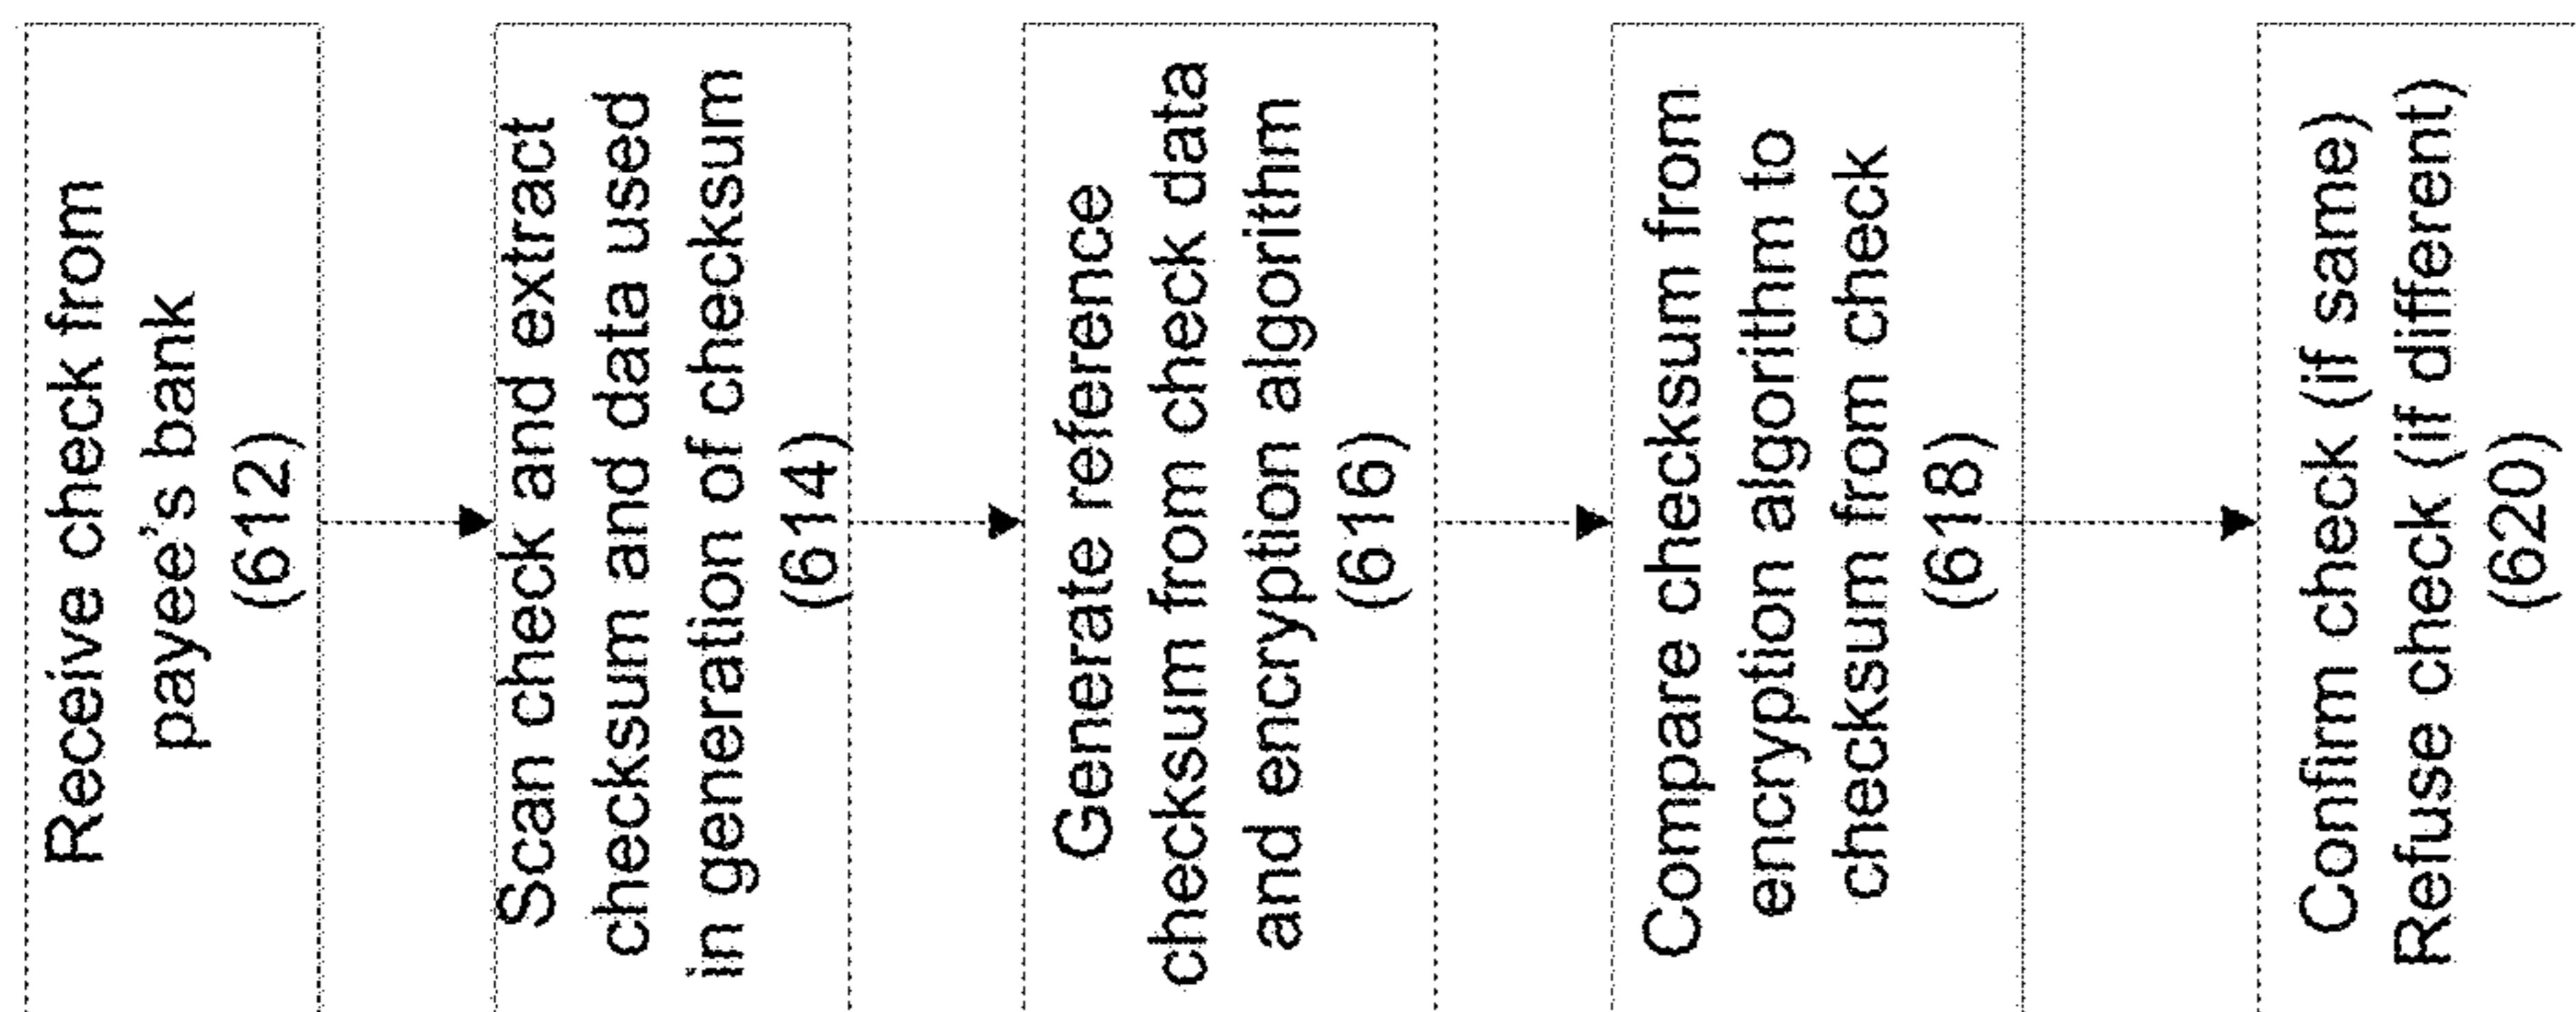 Receive check from
payee's bank
(612)
Scan check and extract
checksum and data used
in generation of checksum
(614)
Generate reference
checksum from check data
and encryption algorithm
(616)
Compare checksum from
encryption algorithm to
checksum from check
(618)
Confirm check (if same)
Refuse check (if different)
(620)